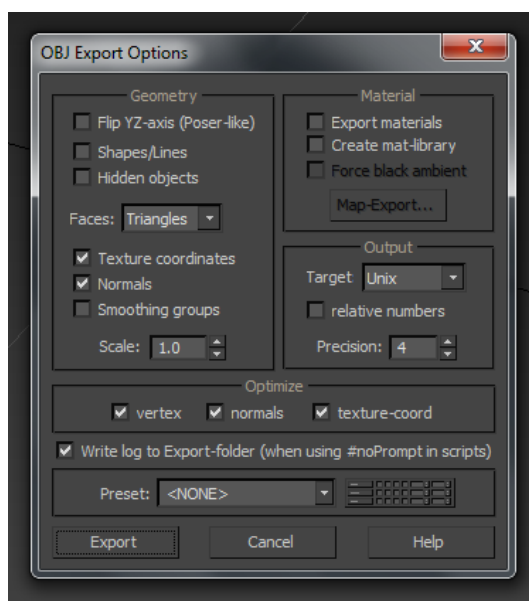 OBJ Export Options
Geometry
Flip YZ-axis (Poser-like)
Shapes/Lines
Hidden objects
Faces: Triangles
Texture coordinates
Normals
Smoothing groups
Scale: 1.0
Material
Export materials
Create mat-library
Force black ambient
Map-Export...
Output
Target: Unix
relative numbers
Precision: 4
Optimize
vertex normals texture-coord
Write log to Export-folder (when using #noPrompt in scripts)
Preset: <NONE>
Export Cancel Help